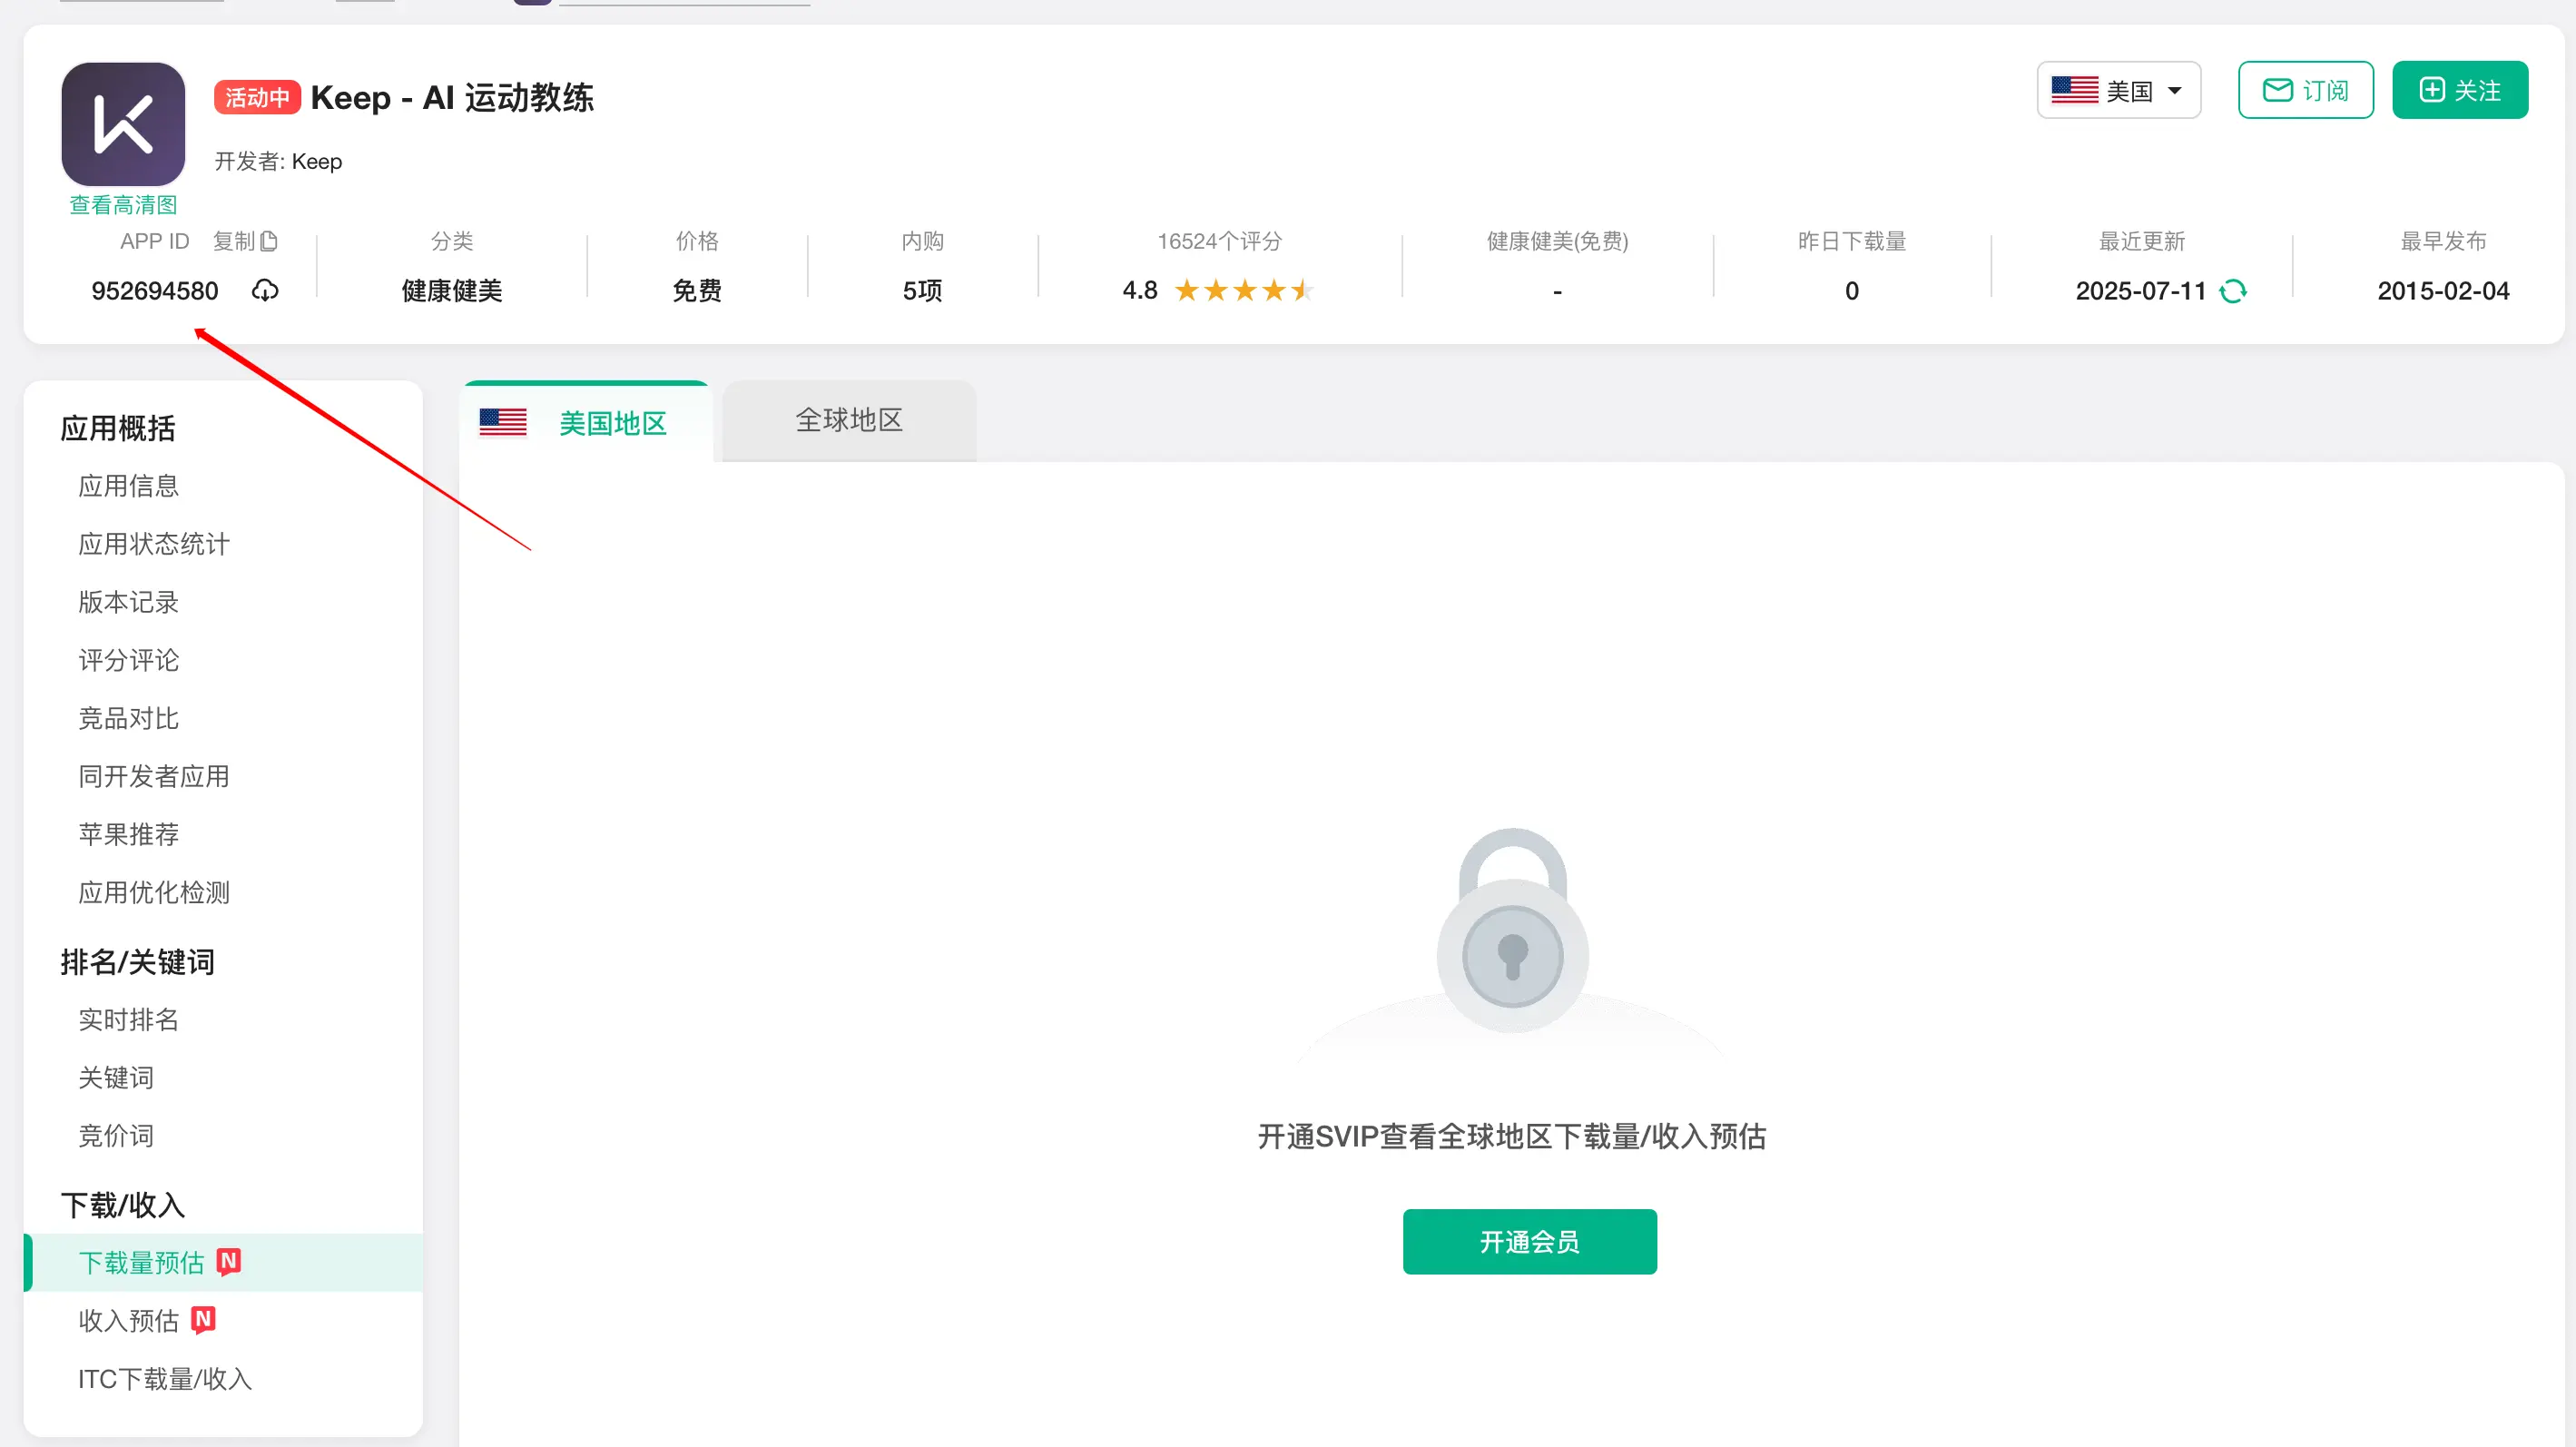 活动中 Keep - AI 运动教练
美国
订阅
关注
开发者: Keep
查看高清图
APP ID 复制
952694580
分类
健康健美
价格
免费
内购
5项
16524个评分
4.8
健康健美(免费)
-
昨日下载量
0
最近更新
2025-07-11
最早发布
2015-02-04
应用概括
应用信息
应用状态统计
版本记录
评分评论
竞品对比
同开发者应用
苹果推荐
应用优化检测
排名/关键词
实时排名
关键词
竞价词
下载/收入
下载量预估 N
收入预估 N
ITC下载量/收入
美国地区
全球地区
开通SVIP查看全球地区下载量/收入预估
开通会员